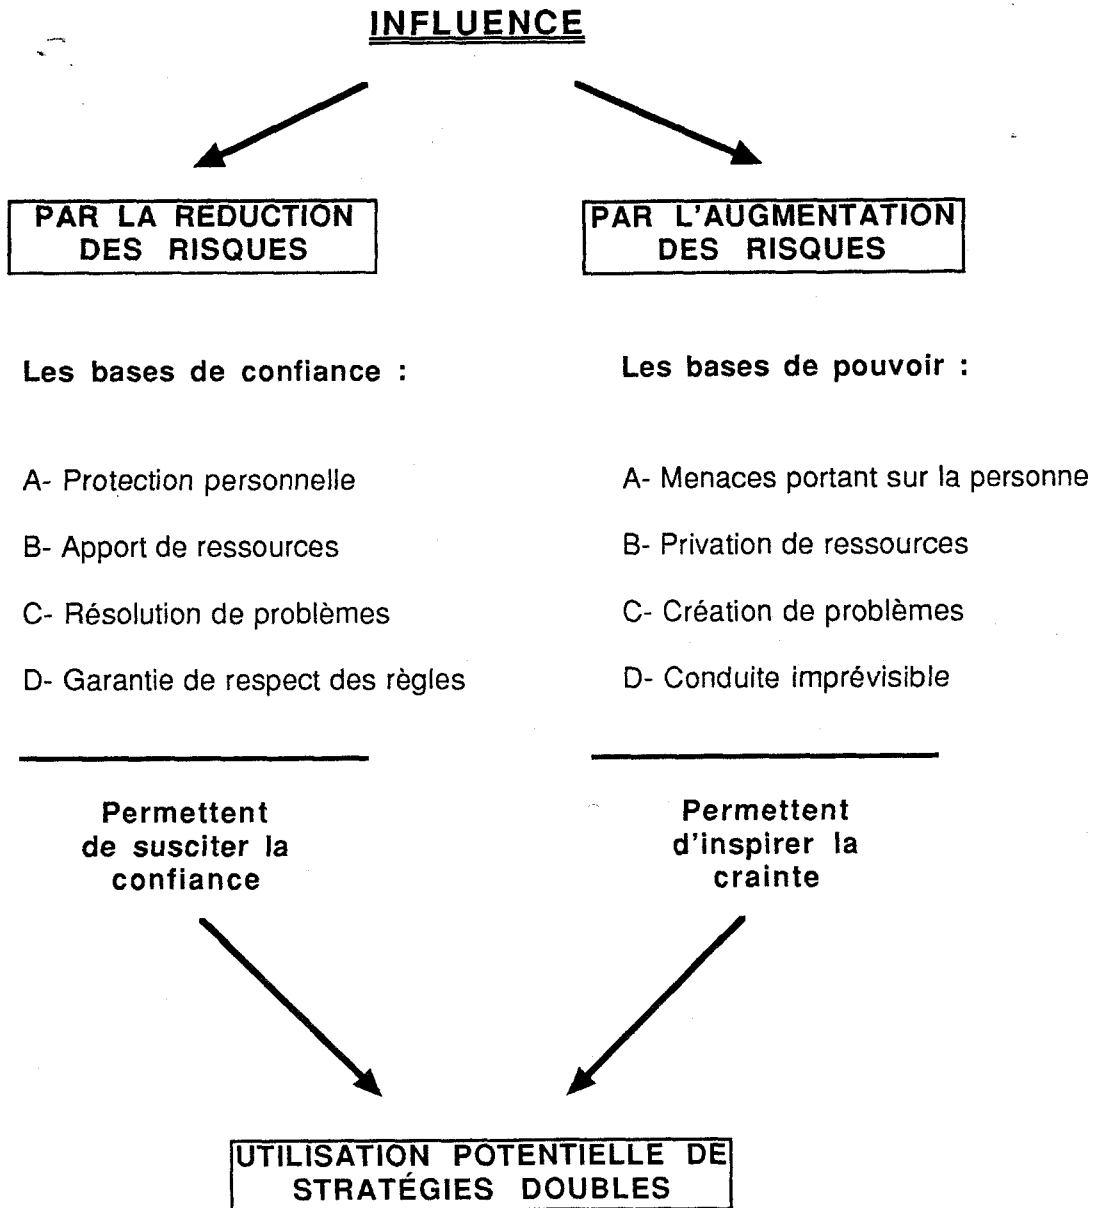 INFLUENCE
PAR LA REDUCTION
DES RISQUES
PAR L'AUGMENTATION
DES RISQUES
Les bases de confiance :
A- Protection personnelle
B- Apport de ressources
C- Résolution de problèmes
D- Garantie de respect des règles
Permettent
de susciter la
confiance
Les bases de pouvoir :
A- Menaces portant sur la personne
B- Privation de ressources
C- Création de problèmes
D- Conduite imprévisible
Permettent
d'inspirer la
crainte
UTILISATION POTENTIELLE DE
STRATÉGIES DOUBLES